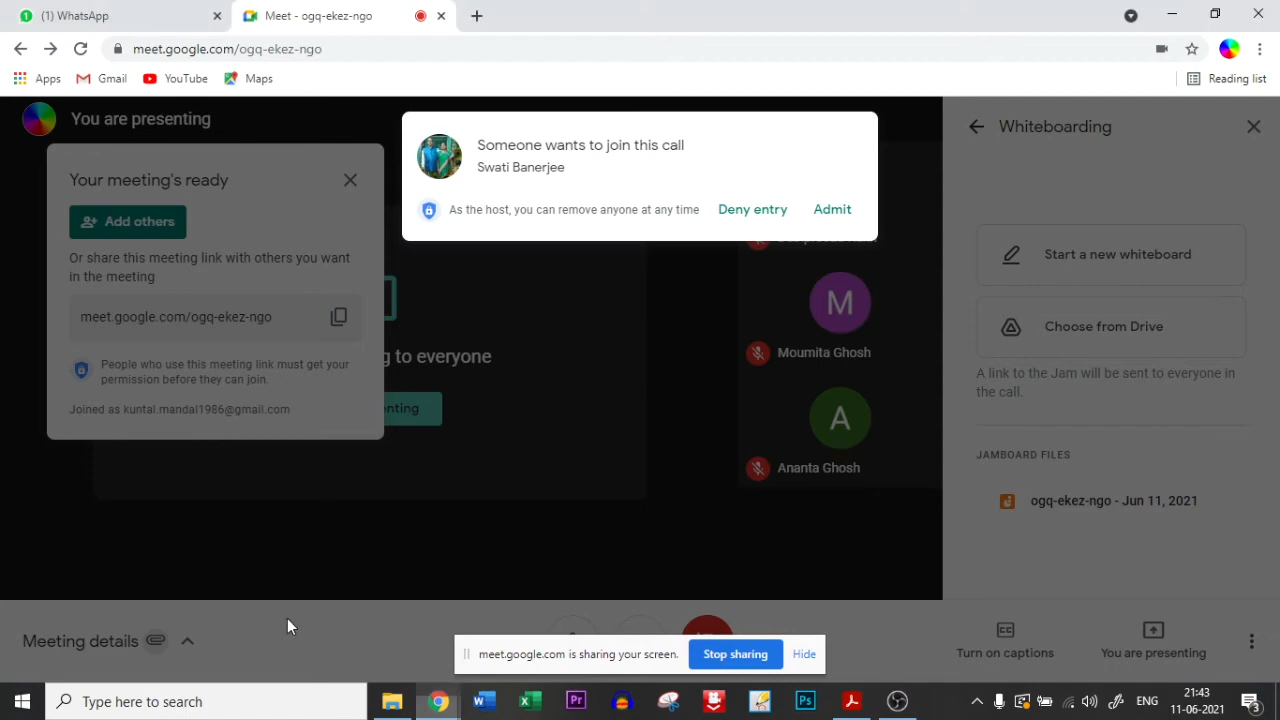 (1) WhatsApp
Meet - ogq-ekez-ngo
meet.google.com/ogq-ekez-ngo
Apps
Gmail
YouTube
Maps
Reading list
You are presenting
Someone wants to join this call
Swati Banerjee
As the host, you can remove anyone at any time
Deny entry
Admit
Your meeting's ready
Add others
Or share this meeting link with others you want
in the meeting
meet.google.com/ogq-ekez-ngo
People who use this meeting link must get your
permission before they can join.
Joined as kuntal.mandal1986@gmail.com
g to everyone
enting
M
Moumita Ghosh
A
Ananta Ghosh
Whiteboarding
Start a new whiteboard
Choose from Drive
A link to the Jam will be sent to everyone in
the call.
JAMBOARD FILES
ogq-ekez-ngo - Jun 11, 2021
Meeting details
meet.google.com is sharing your screen.
Stop sharing
Hide
Turn on captions
You are presenting
Type here to search
ENG
21:43
11-06-2021
3